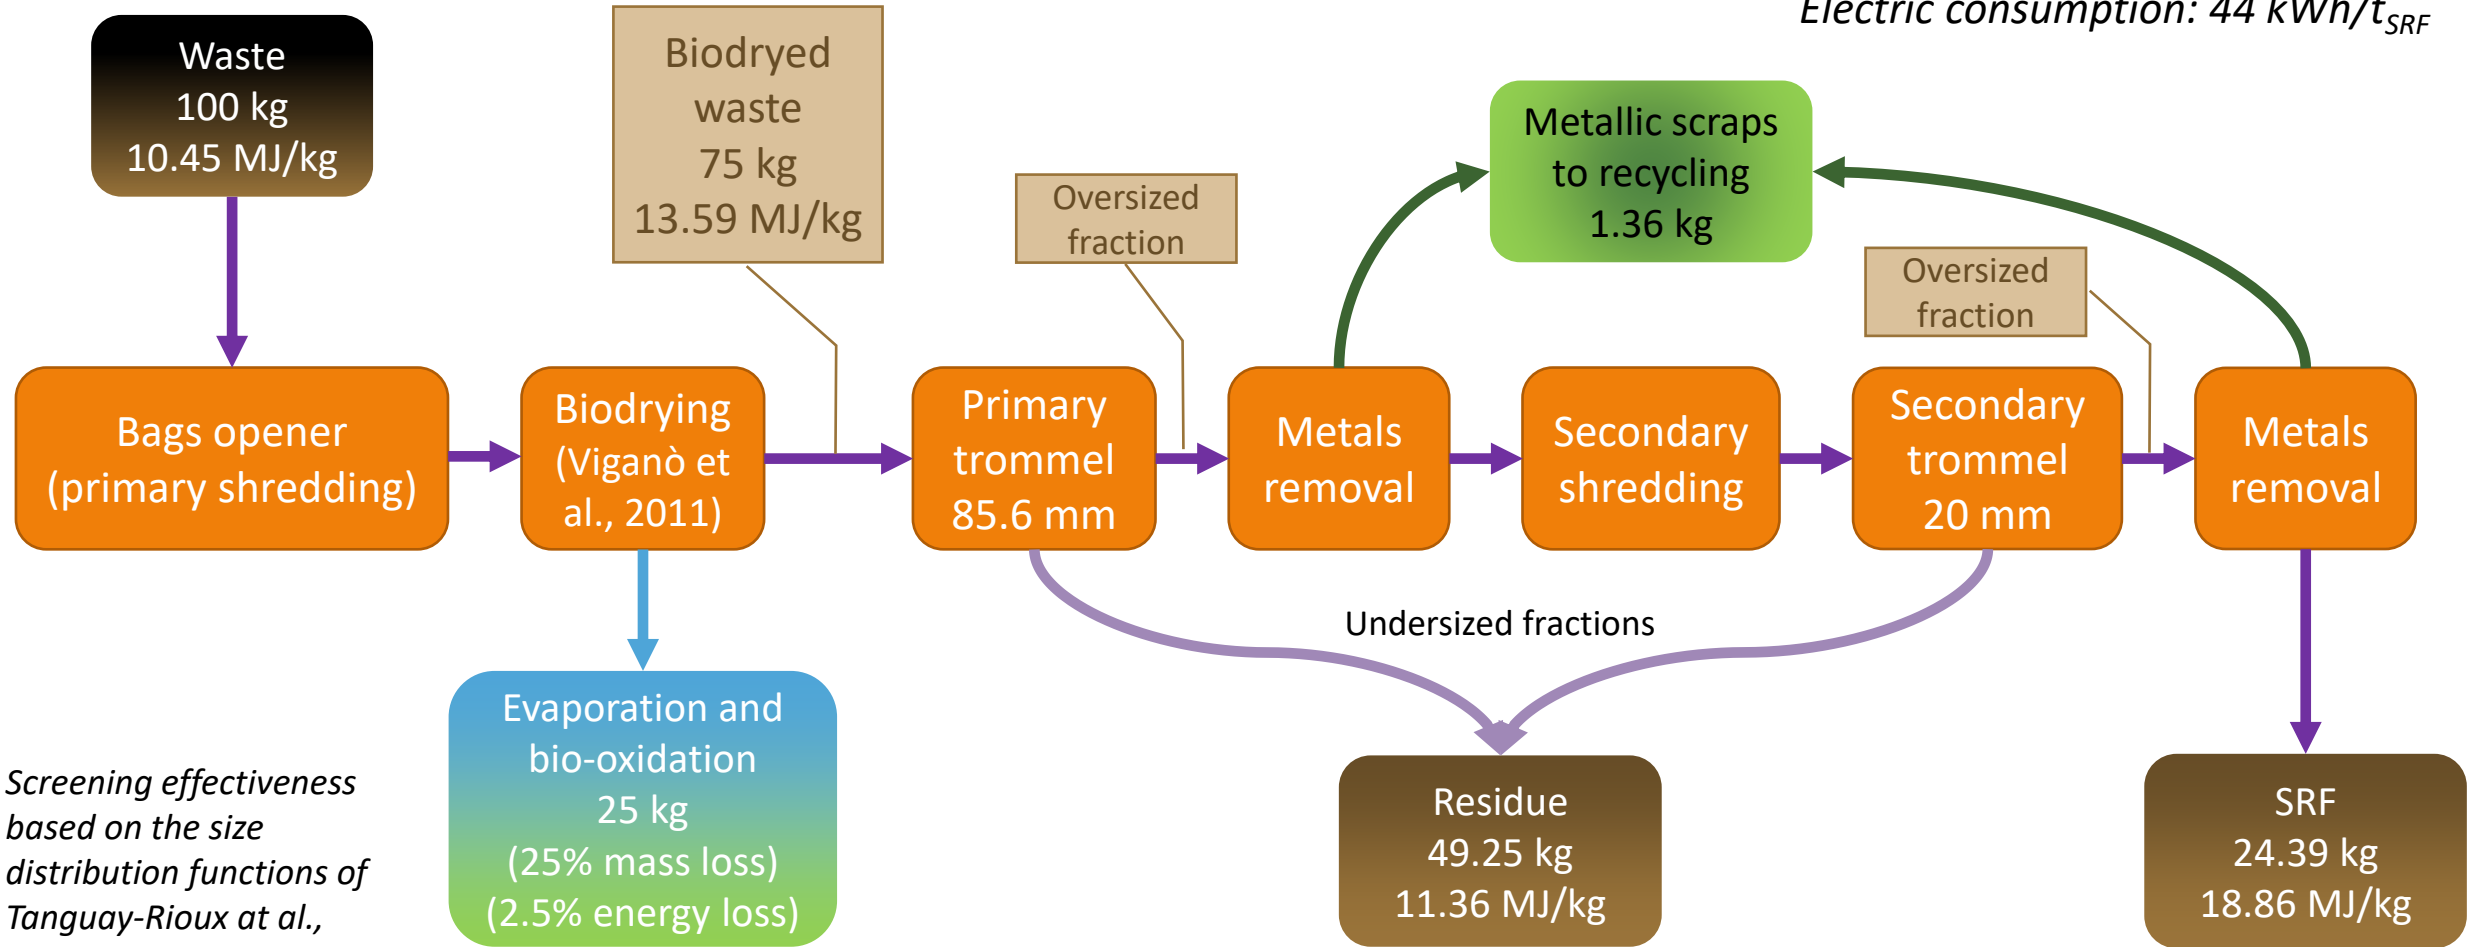 Electric consumption: 44 kWh/tSRF
Waste
100 kg
10.45 MJ/kg
Biodryed
waste
75 kg
13.59 MJ/kg
Oversized
fraction
Metallic scraps
to recycling
1.36 kg
Oversized
fraction
Bags opener
(primary shredding)
Biodrying
(Viganò et
al., 2011)
Primary
trommel
85.6 mm
Metals
removal
Secondary
shredding
Secondary
trommel
20 mm
Metals
removal
Undersized fractions
Evaporation and
bio-oxidation
25 kg
(25% mass loss)
(2.5% energy loss)
Residue
49.25 kg
11.36 MJ/kg
SRF
24.39 kg
18.86 MJ/kg
Screening effectiveness
based on the size
distribution functions of
Tanguay-Rioux at al.,